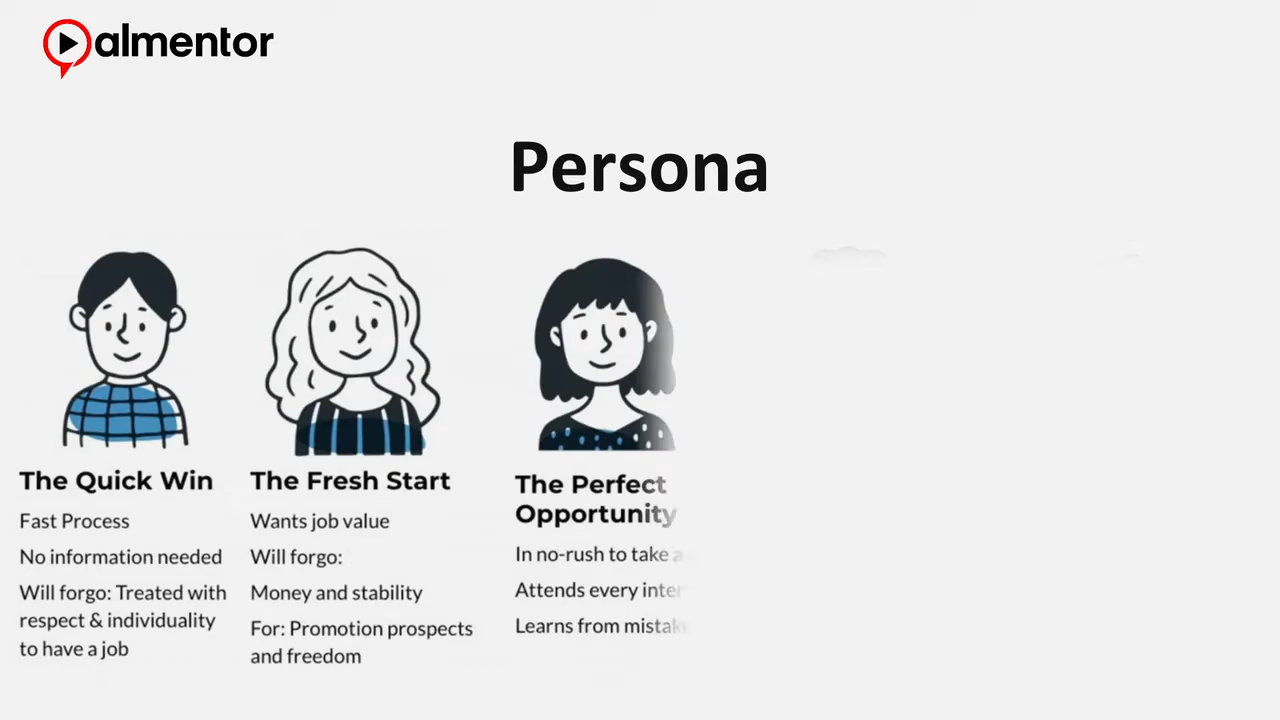 almentor
Persona
The Quick Win
Fast Process
No information needed
Will forgo: Treated with
respect & individuality
to have a job
The Fresh Start
Wants job value
Will forgo:
Money and stability
For: Promotion prospects
and freedom
The Perfect
Opportunity
In no-rush to take a
Attends every
Learns from